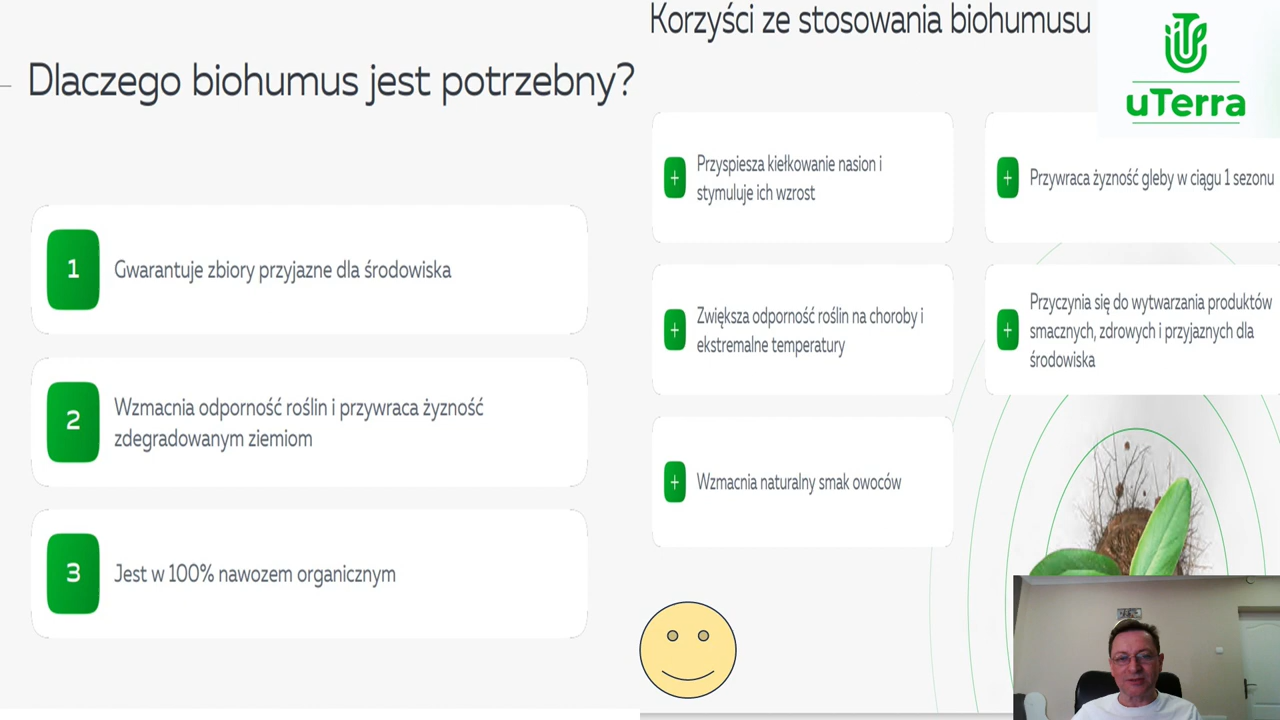 Dlaczego biohumus jest potrzebny?
1
Gwarantuje zbiory przyjazne dla środowiska
2
Wzmacnia odporność roślin i przywraca żyzność
zdegradowanym ziemiom
3
Jest w 100% nawozem organicznym
Korzyści ze stosowania biohumusu
uTerra
+
Przyspiesza kiełkowanie nasion i
stymuluje ich wzrost
+
Przywraca żyzność gleby w ciągu 1 sezonu
+
Zwiększa odporność roślin na choroby i
ekstremalne temperatury
+
Przyczynia się do wytwarzania produktów
smacznych, zdrowych i przyjaznych dla
środowiska
+
Wzmacnia naturalny smak owoców